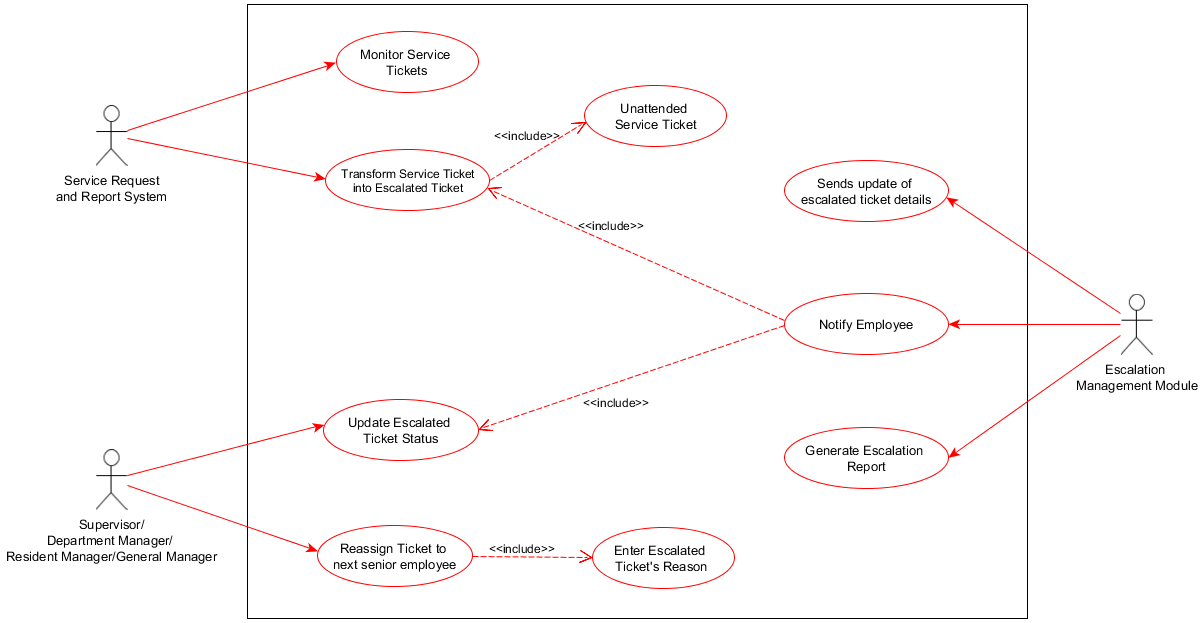 Monitor Service
Tickets
Unattended
Service Ticket
<<include>>
Transform Service Ticket
into Escalated Ticket
Service Request
and Report System
Sends update of
escalated ticket details
<<include>>
Notify Employee
Escalation
Management Module
<<include>>
Update Escalated
Ticket Status
Generate Escalation
Report
Supervisor/
Department Manager/
Resident Manager/General Manager
Reassign Ticket to
next senior employee
<<include>>
Enter Escalated
Ticket's Reason